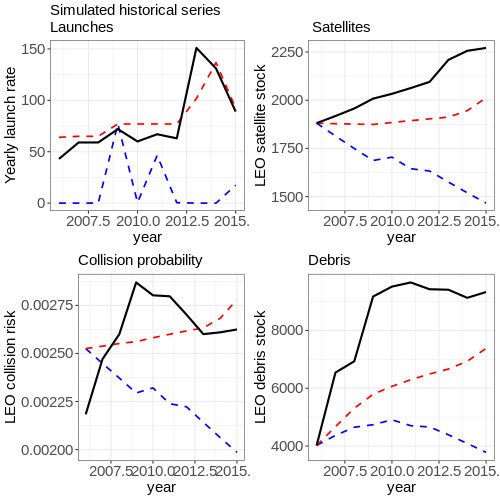 Simulated historical series
Launches
Satellites
Yearly launch rate
150
100
50
0
2007.5
2010.0
2012.5
2015.
year
LEO satellite stock
2250
2000
1750
1500
2007.5
2010.0
2012.5
2015.
year
Collision probability
Debris
LEO collision risk
0.00275
0.00250
0.00225
0.00200
2007.5
2010.0
2012.5
2015.
year
LEO debris stock
8000
6000
4000
2007.5
2010.0
2012.5
2015.
year